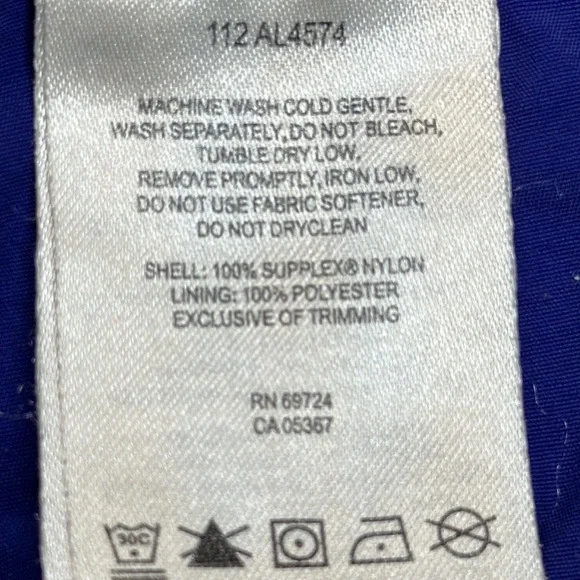 112 AL4574
MACHINE WASH COLD GENTLE,
WASH SEPARATELY, DO NOT BLEACH,
TUMBLE DRY LOW,
REMOVE PROMPTLY, IRON LOW,
DO NOT USE FABRIC SOFTENER,
DO NOT DRYCLEAN
SHELL: 100% SUPPLEX® NYLON
LINING: 100% POLYESTER
EXCLUSIVE OF TRIMMING
RN 69724
CA 05367
30C